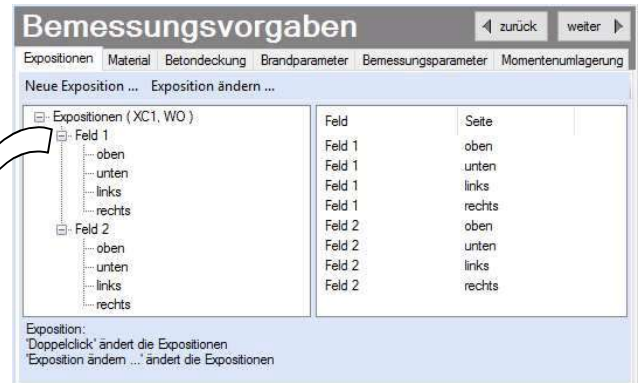 Bemessungsvorgaben
zurück weiter
Expositionen Material Betondeckung Brandparameter Bemessungsparameter Momentenumlagerung
Neue Exposition ... Exposition ändern ...
Expositionen ( XC1, WO )
Feld 1
oben
unten
links
rechts
Feld 2
oben
unten
links
rechts
Feld Seite
Feld 1 oben
Feld 1 unten
Feld 1 links
Feld 1 rechts
Feld 2 oben
Feld 2 unten
Feld 2 links
Feld 2 rechts
Exposition:
'Doppelclick' ändert die Expositionen
'Exposition ändern ...' ändert die Expositionen